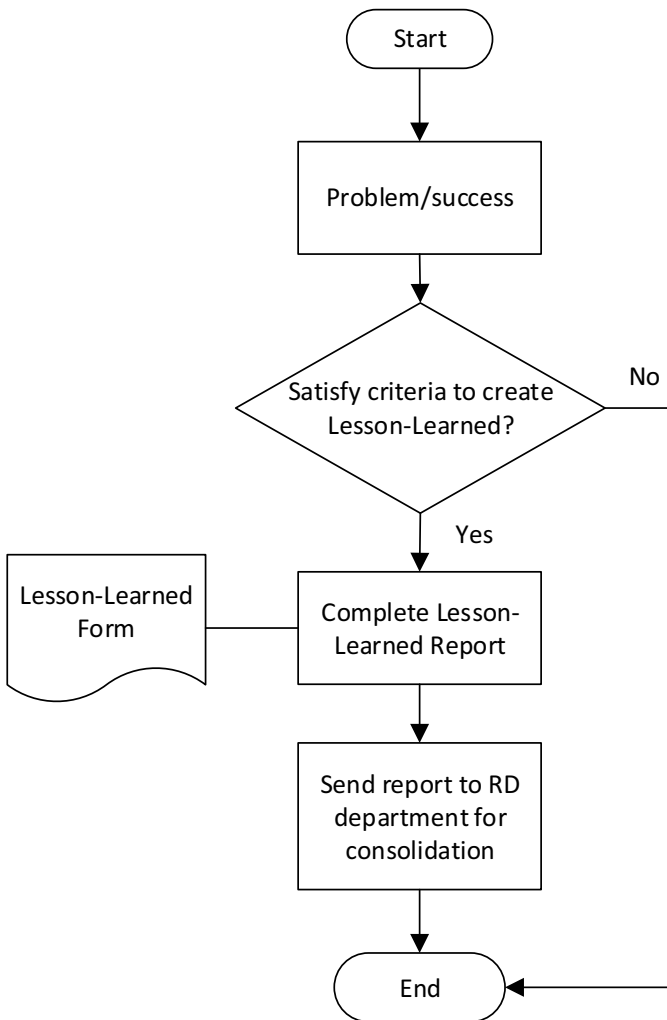 Start
Problem/success
Satisfy criteria to create
Lesson-Learned?
No
Yes
Lesson-Learned
Form
Complete Lesson-
Learned Report
Send report to RD
department for
consolidation
End